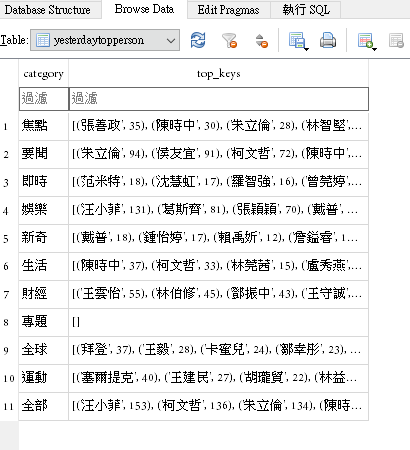 Database Structure Browse Data Edit Pragmas 執行 SQL
Table: yesterdaytopperson
category top_keys
過濾 過濾
1 焦點 [('張善政', 35), ('陳時中', 30), ('朱立倫', 28), ('林智堅',...
2 要聞 [('朱立倫', 94), ('侯友宜', 91), ('柯文哲', 72), ('陳時中',...
3 即時 [('范米特', 18), ('沈慧虹', 17), ('羅智強', 16), ('曾莞婷',...
4 娛樂 [('汪小菲', 131), ('葛斯齊', 81), ('張穎穎', 70), ('戴普', ...
5 新奇 [('戴普', 18), ('鍾怡婷', 17), ('賴禹妡', 12), ('詹鎰睿', 1...
6 生活 [('陳時中', 37), ('柯文哲', 33), ('林莞茜', 15), ('盧秀燕',...
7 財經 [('王雲怡', 55), ('林伯修', 45), ('鄧振中', 43), ('王守誠',...
8 專題 []
9 全球 [('拜登', 37), ('王毅', 28), ('卡蜜兒', 24), ('鄒幸彤', 23), ...
10 運動 [('塞爾提克', 40), ('王建民', 27), ('胡瓏貿', 22), ('林益...
11 全部 [('汪小菲', 153), ('柯文哲', 136), ('朱立倫', 134), ('陳時...